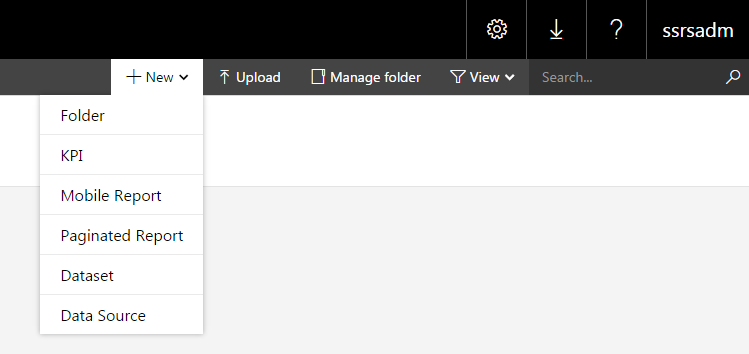 ssrsadm
New Upload Manage folder View Search...
Folder
KPI
Mobile Report
Paginated Report
Dataset
Data Source